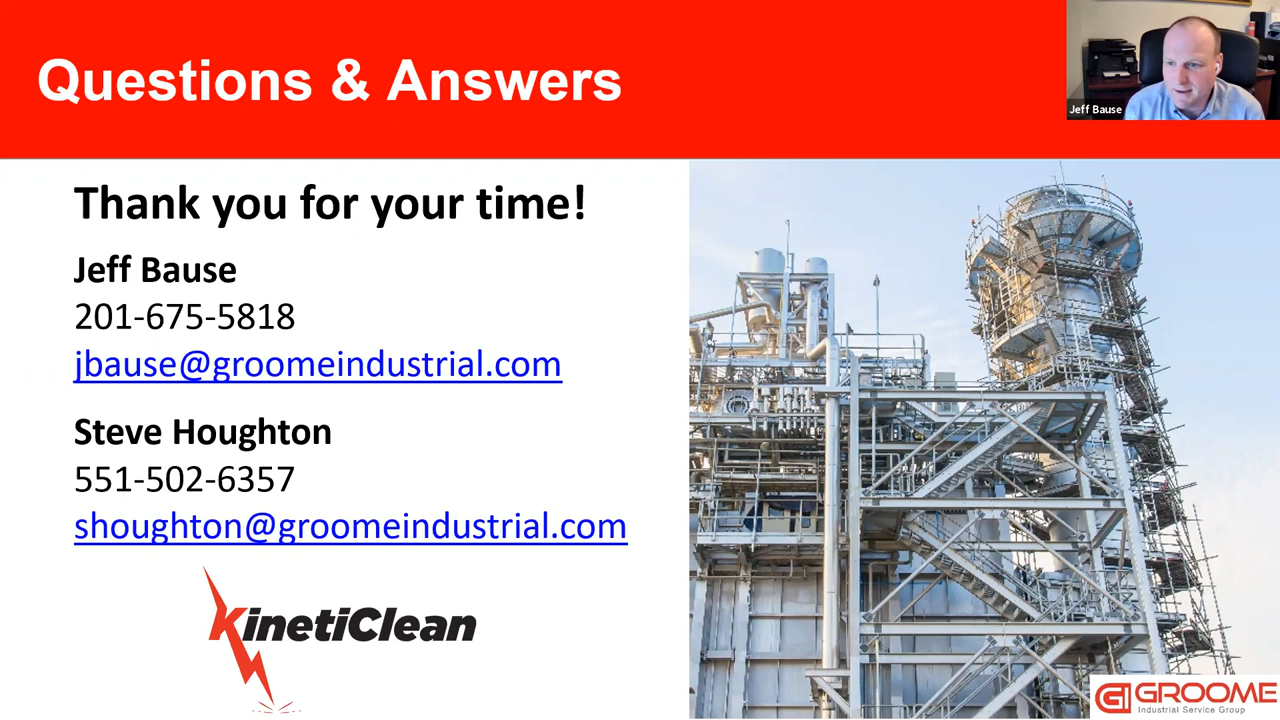 Questions & Answers
Jeff Bause
Thank you for your time!
Jeff Bause
201-675-5818
jbause@groomeindustrial.com
Steve Houghton
551-502-6357
shoughton@groomeindustrial.com
KinetiClean
GI GROOME
Industrial Service Group